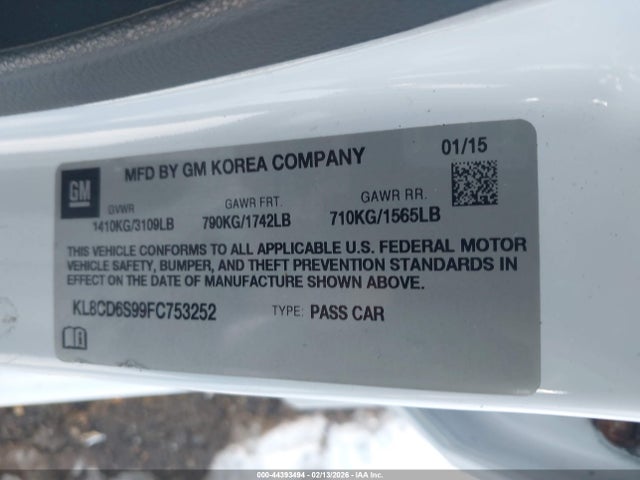 MFD BY GM KOREA COMPANY
01/15
GM
GVWR
1410KG/3109LB
GAWR FRT.
790KG/1742LB
GAWR RR.
710KG/1565LB
THIS VEHICLE CONFORMS TO ALL APPLICABLE U.S. FEDERAL MOTOR
VEHICLE SAFETY, BUMPER, AND THEFT PREVENTION STANDARDS IN
EFFECT ON THE DATE OF MANUFACTURE SHOWN ABOVE.
KL8CD6S99FC753252
TYPE: PASS CAR
000-44393494 - 02/13/2026 - IAA Inc.